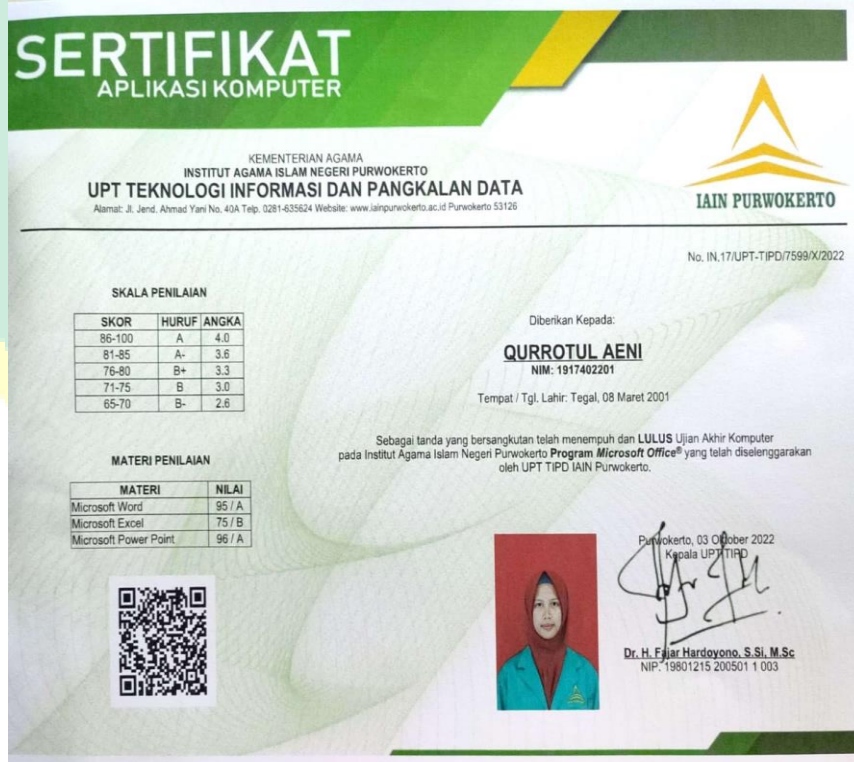 SERTIFIKAT
APLIKASI KOMPUTER
KEMENTERIAN AGAMA
INSTITUT AGAMA ISLAM NEGERI PURWOKERTO
UPT TEKNOLOGI INFORMASI DAN PANGKALAN DATA
Alamat: Jl. Jend. Ahmad Yani No. 40A Telp. 0281-635624 Website: www.iainpurwokerto.ac.id Purwokerto 53126
IAIN PURWOKERTO
No. IN.17/UPT-TIPD/7599/X/2022
SKALA PENILAIAN
SKOR HURUF ANGKA
86-100 A 4.0
81-85 A- 3.6
76-80 B+ 3.3
71-75 B 3.0
65-70 B- 2.6
MATERI PENILAIAN
MATERI NILAI
Microsoft Word 95 / A
Microsoft Excel 75 / B
Microsoft Power Point 96 / A
Diberikan Kepada:
QURROTUL AENI
NIM: 1917402201
Tempat / Tgl. Lahir: Tegal, 08 Maret 2001
Sebagai tanda yang bersangkutan telah menempuh dan LULUS Ujian Akhir Komputer
pada Institut Agama Islam Negeri Purwokerto Program Microsoft Office® yang telah diselenggarakan
oleh UPT TIPD IAIN Purwokerto.
Purwokerto, 03 Oktober 2022
Kepala UPT TIPD
Dr. H. Fajar Hardoyono, S.Si, M.Sc
NIP. 19801215 200501 1 003